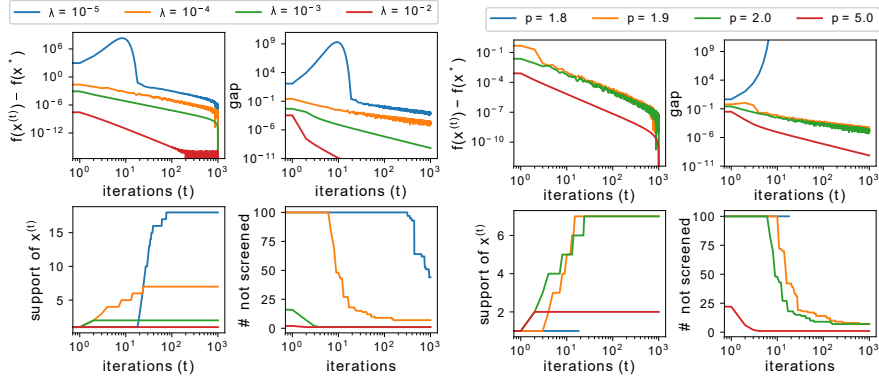 λ = 10⁻⁵ λ = 10⁻⁴ λ = 10⁻³ λ = 10⁻²
p = 1.8 p = 1.9 p = 2.0 p = 5.0
f(x⁽ᵗ⁾) − f(x*)
10⁶
10⁰
10⁻⁶
10⁻¹²
10⁰ 10¹ 10² 10³
iterations (t)
gap
10⁹
10⁴
10⁻¹
10⁻⁶
10⁻¹¹
10⁰ 10¹ 10² 10³
iterations (t)
f(x⁽ᵗ⁾) − f(x*)
10⁻¹
10⁻⁴
10⁻⁷
10⁻¹⁰
10⁰ 10¹ 10² 10³
iterations (t)
gap
10⁹
10⁴
10⁻¹
10⁻⁶
10⁻¹¹
10⁰ 10¹ 10² 10³
iterations (t)
support of x⁽ᵗ⁾
15
10
5
10⁰ 10¹ 10² 10³
iterations (t)
# not screened
100
75
50
25
0
10⁰ 10¹ 10² 10³
iterations
support of x⁽ᵗ⁾
6
4
2
10⁰ 10¹ 10² 10³
iterations (t)
# not screened
100
75
50
25
0
10⁰ 10¹ 10² 10³
iterations